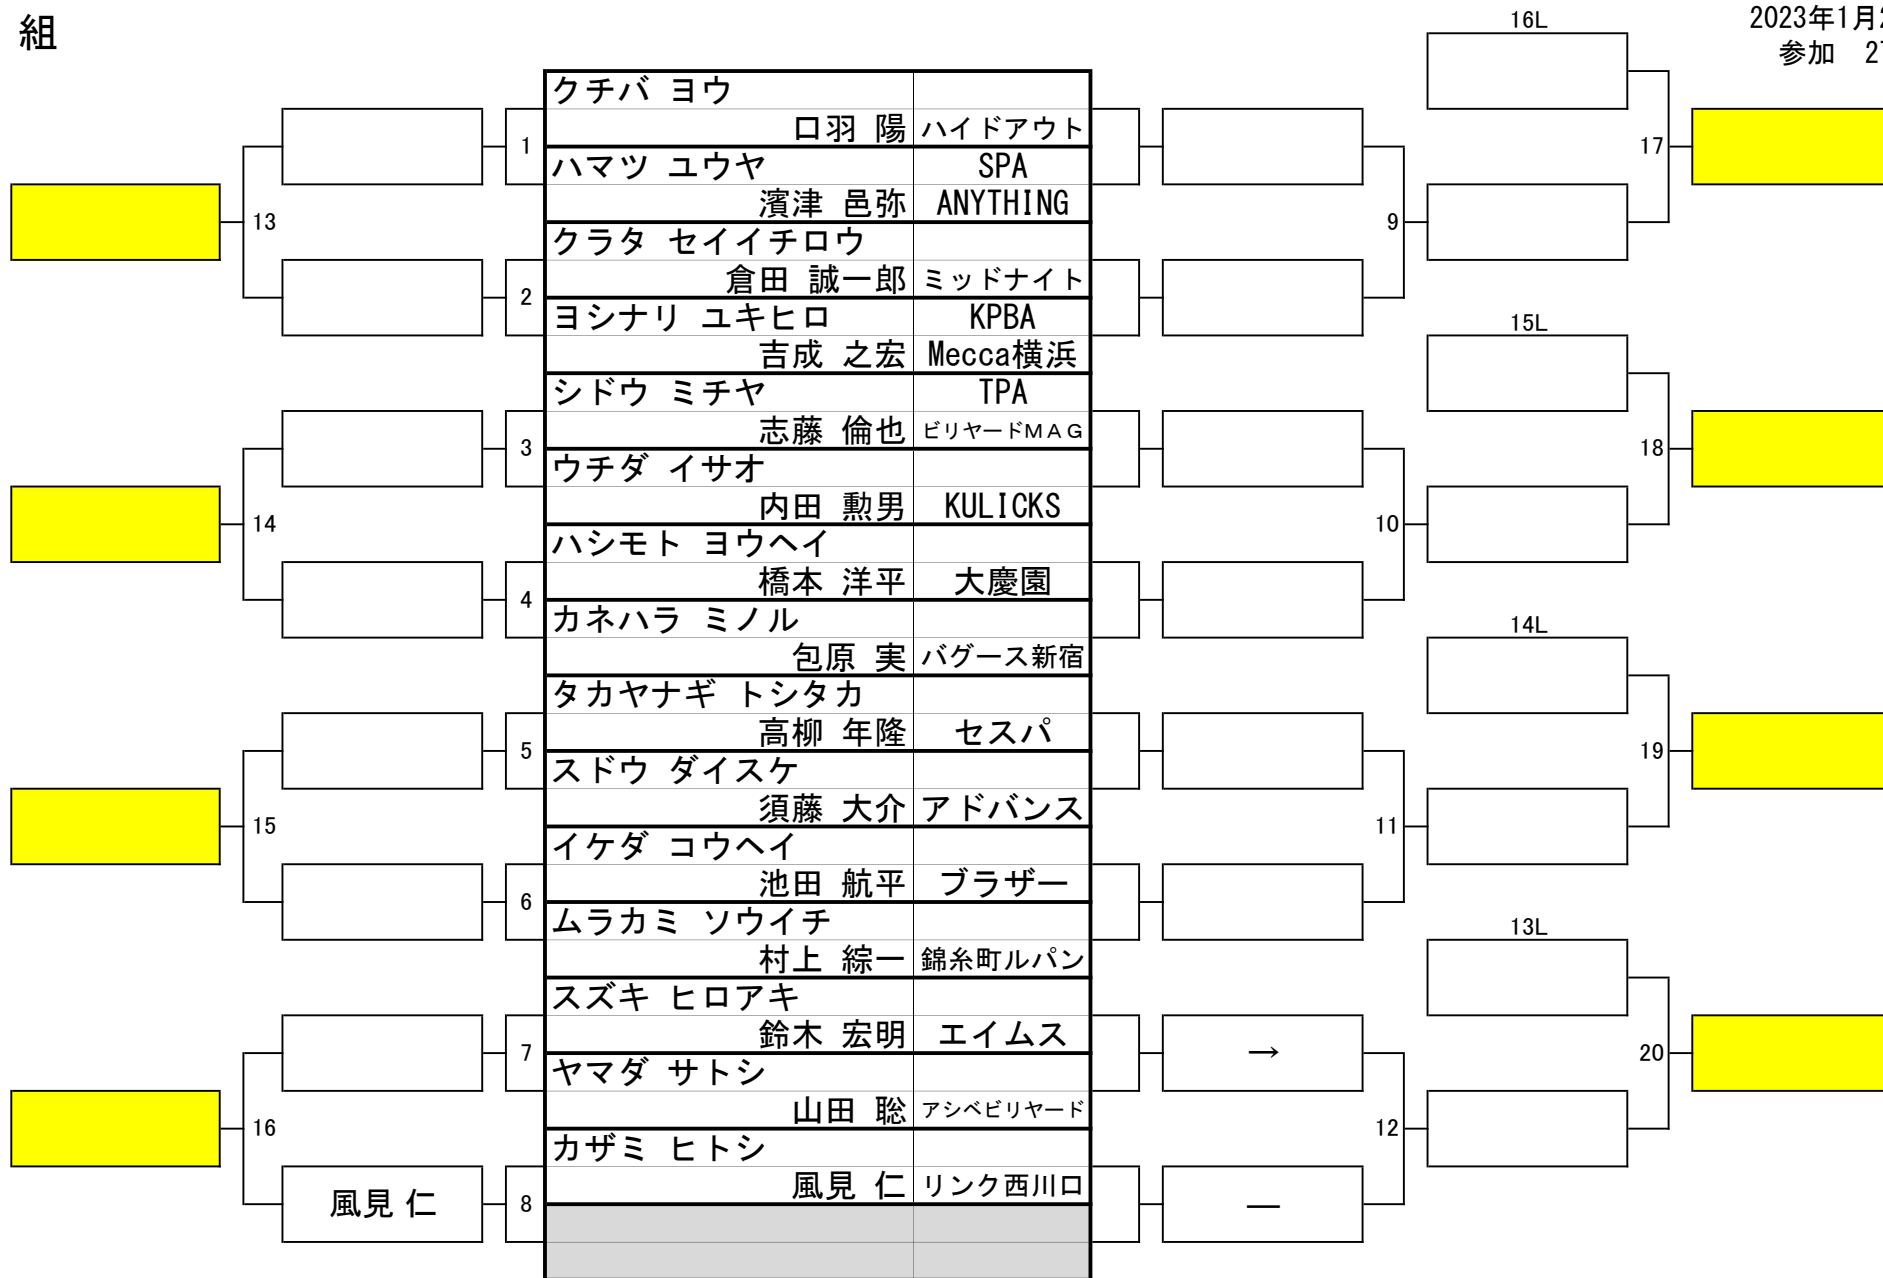 組
2023年1月2
参加 27
16L
クチバ ヨウ
口羽 陽 ハイドアウト
1
ハマツ ユウヤ SPA
濱津 邑弥 ANYTHING
17
13
9
クラタ セイイチロウ
倉田 誠一郎 ミッドナイト
2
ヨシナリ ユキヒロ KPBA
吉成 之宏 Mecca横浜
15L
シドウ ミチヤ TPA
志藤 倫也 ビリヤードMAG
3
ウチダ イサオ
内田 勲男 KULICKS
18
14
10
ハシモト ヨウヘイ
橋本 洋平 大慶園
4
カネハラ ミノル
包原 実 バグース新宿
14L
タカヤナギ トシタカ
高柳 年隆 セスパ
5
スドウ ダイスケ
須藤 大介 アドバンス
19
15
11
イケダ コウヘイ
池田 航平 ブラザー
6
ムラカミ ソウイチ
村上 綜一 錦糸町ルパン
13L
スズキ ヒロアキ
鈴木 宏明 エイムス
7
→
20
ヤマダ サトシ
山田 聡 アシベビリヤード
16
12
カザミ ヒトシ
風見 仁 リンク西川口
風見 仁
8
―